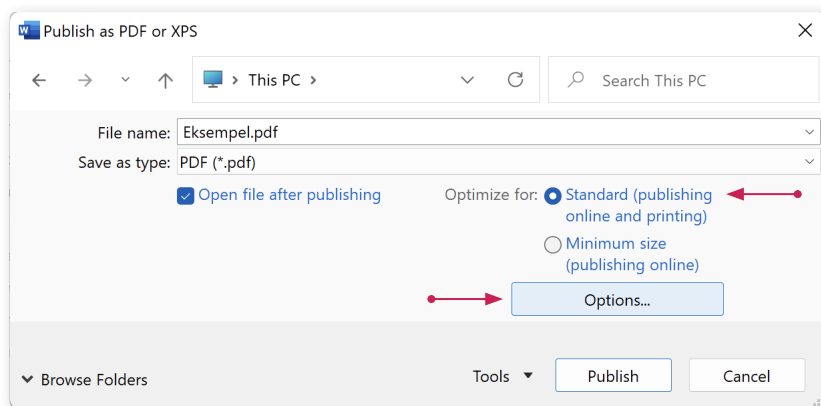 Publish as PDF or XPS
This PC
Search This PC
File name: Eksempel.pdf
Save as type: PDF (*.pdf)
Open file after publishing
Optimize for: Standard (publishing
online and printing)
Minimum size
(publishing online)
Options...
Browse Folders
Tools
Publish
Cancel